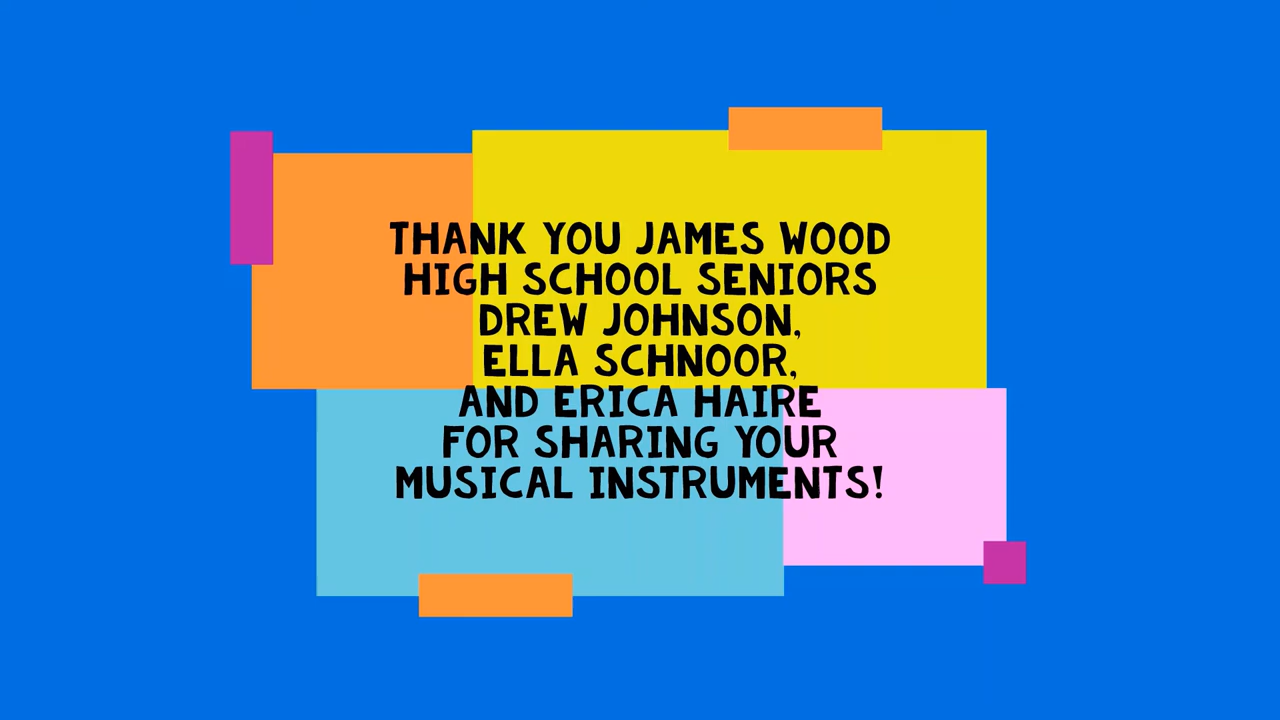 THANK YOU JAMES WOOD
HIGH SCHOOL SENIORS
DREW JOHNSON,
ELLA SCHNOOR,
AND ERICA HAIRE
FOR SHARING YOUR
MUSICAL INSTRUMENTS!